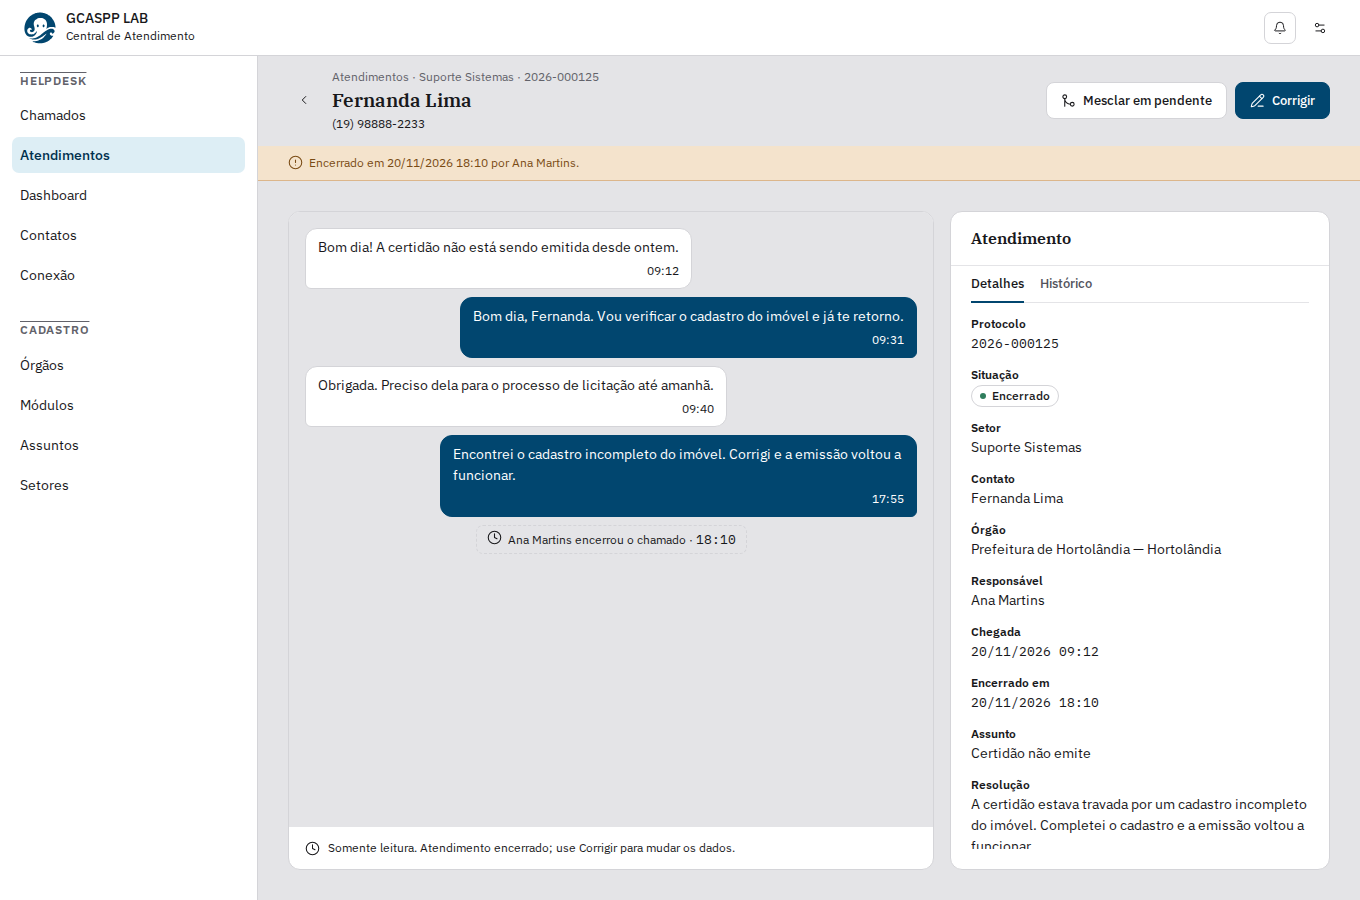 GCASPP LAB
Central de Atendimento
HELPDESK
Chamados
Atendimentos
Dashboard
Contatos
Conexão
CADASTRO
Órgãos
Módulos
Assuntos
Setores
Atendimentos · Suporte Sistemas · 2026-000125
Fernanda Lima
(19) 98888-2233
Mesclar em pendente
Corrigir
Encerrado em 20/11/2026 18:10 por Ana Martins.
Bom dia! A certidão não está sendo emitida desde ontem.
09:12
Bom dia, Fernanda. Vou verificar o cadastro do imóvel e já te retorno.
09:31
Obrigada. Preciso dela para o processo de licitação até amanhã.
09:40
Encontrei o cadastro incompleto do imóvel. Corrigi e a emissão voltou a
funcionar.
17:55
Ana Martins encerrou o chamado · 18:10
Somente leitura. Atendimento encerrado; use Corrigir para mudar os dados.
Atendimento
Detalhes
Histórico
Protocolo
2026-000125
Situação
Encerrado
Setor
Suporte Sistemas
Contato
Fernanda Lima
Órgão
Prefeitura de Hortolândia — Hortolândia
Responsável
Ana Martins
Chegada
20/11/2026 09:12
Encerrado em
20/11/2026 18:10
Assunto
Certidão não emite
Resolução
A certidão estava travada por um cadastro incompleto
do imóvel. Completei o cadastro e a emissão voltou a
funcionar